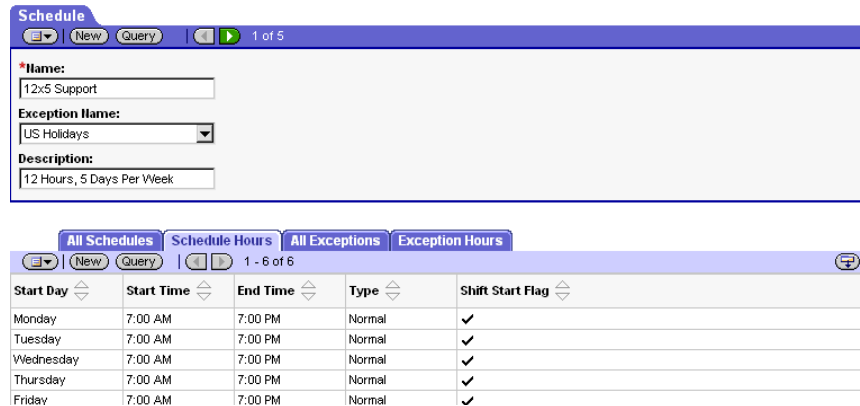 Schedule
New Query 1 of 5
*Name:
12x5 Support
Exception Name:
US Holidays
Description:
12 Hours, 5 Days Per Week
All Schedules Schedule Hours All Exceptions Exception Hours
New Query 1 - 6 of 6
Start Day Start Time End Time Type Shift Start Flag
Monday 7:00 AM 7:00 PM Normal ✓
Tuesday 7:00 AM 7:00 PM Normal ✓
Wednesday 7:00 AM 7:00 PM Normal ✓
Thursday 7:00 AM 7:00 PM Normal ✓
Friday 7:00 AM 7:00 PM Normal ✓